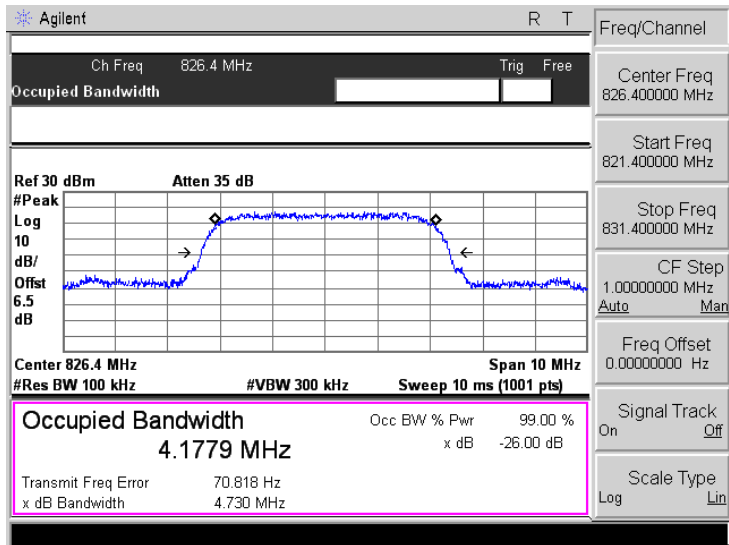 Agilent R T
Ch Freq 826.4 MHz Trig Free
Occupied Bandwidth
Ref 30 dBm Atten 35 dB
#Peak
Log
10
dB/
Offst
6.5
dB
Center 826.4 MHz Span 10 MHz
#Res BW 100 kHz #VBW 300 kHz Sweep 10 ms (1001 pts)
Occupied Bandwidth
4.1779 MHz
Occ BW % Pwr 99.00 %
x dB -26.00 dB
Transmit Freq Error 70.818 Hz
x dB Bandwidth 4.730 MHz
Freq/Channel
Center Freq
826.400000 MHz
Start Freq
821.400000 MHz
Stop Freq
831.400000 MHz
CF Step
1.00000000 MHz
Auto Man
Freq Offset
0.00000000 Hz
Signal Track
On Off
Scale Type
Log Lin